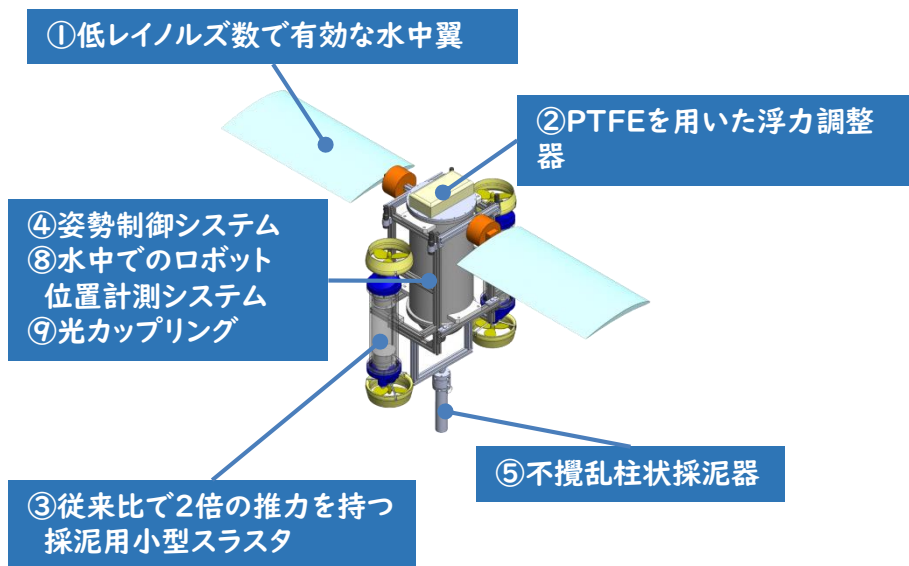 ①低レイノルズ数で有効な水中翼
②PTFEを用いた浮力調整
器
④姿勢制御システム
⑧水中でのロボット
位置計測システム
⑨光カップリング
⑤不攪乱柱状採泥器
③従来比で2倍の推力を持つ
採泥用小型スラスタ